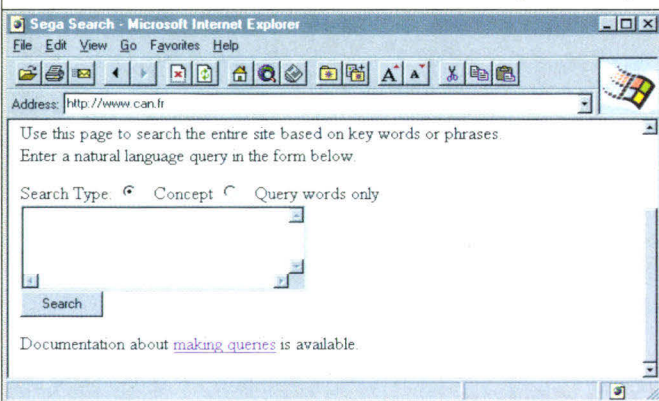 Sega Search - Microsoft Internet Explorer
File Edit View Go Favorites Help
Address: http://www.can.fr
Use this page to search the entire site based on key words or phrases.
Enter a natural language query in the form below.
Search Type. Concept Query words only
Search
Documentation about making queries is available.